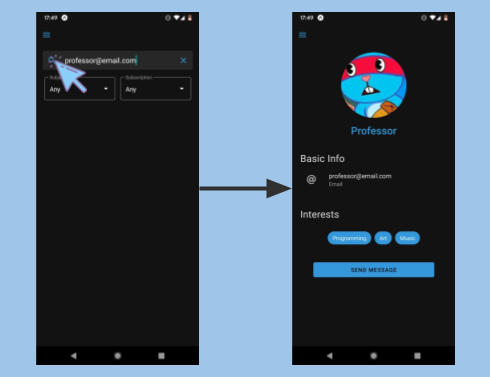 17:49
professor@email.com
Any
Subscription
Any
17:49
Professor
Basic Info
@
professor@email.com
Email
Interests
Programming Art Music
SEND MESSAGE